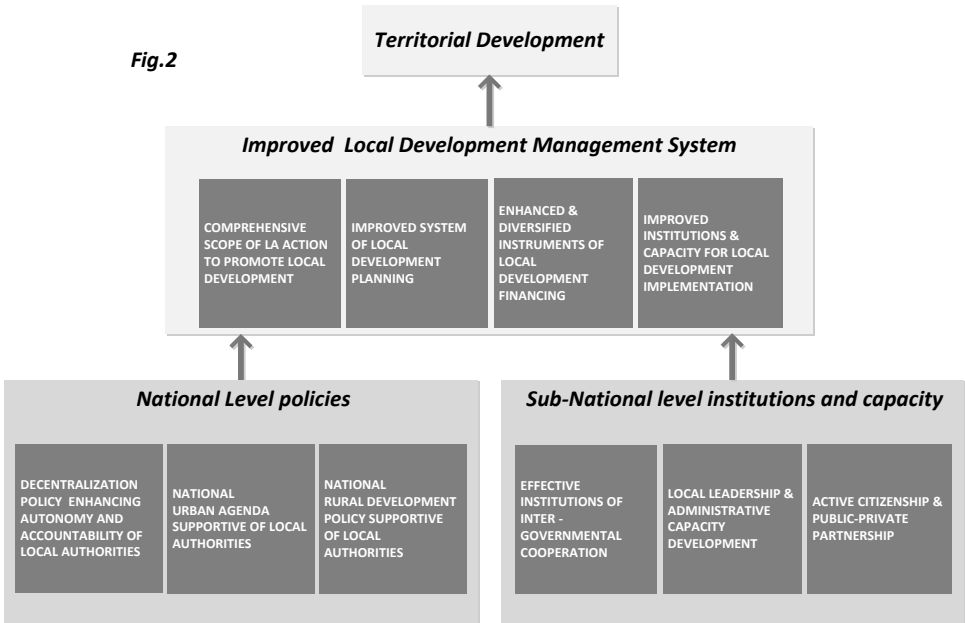 Territorial Development
Fig.2
Improved Local Development Management System
COMPREHENSIVE
SCOPE OF LA ACTION
TO PROMOTE LOCAL
DEVELOPMENT
IMPROVED SYSTEM
OF LOCAL
DEVELOPMENT
PLANNING
ENHANCED &
DIVERSIFIED
INSTRUMENTS OF
LOCAL
DEVELOPMENT
FINANCING
IMPROVED
INSTITUTIONS &
CAPACITY FOR LOCAL
DEVELOPMENT
IMPLEMENTATION
National Level policies
DECENTRALIZATION
POLICY ENHANCING
AUTONOMY AND
ACCOUNTABILITY OF
LOCAL AUTHORITIES
NATIONAL
URBAN AGENDA
SUPPORTIVE OF LOCAL
AUTHORITIES
NATIONAL
RURAL DEVELOPMENT
POLICY SUPPORTIVE
OF LOCAL
AUTHORITIES
Sub-National level institutions and capacity
EFFECTIVE
INSTITUTIONS OF
INTER -
GOVERNMENTAL
COOPERATION
LOCAL LEADERSHIP &
ADMINISTRATIVE
CAPACITY
DEVELOPMENT
ACTIVE CITIZENSHIP &
PUBLIC-PRIVATE
PARTNERSHIP